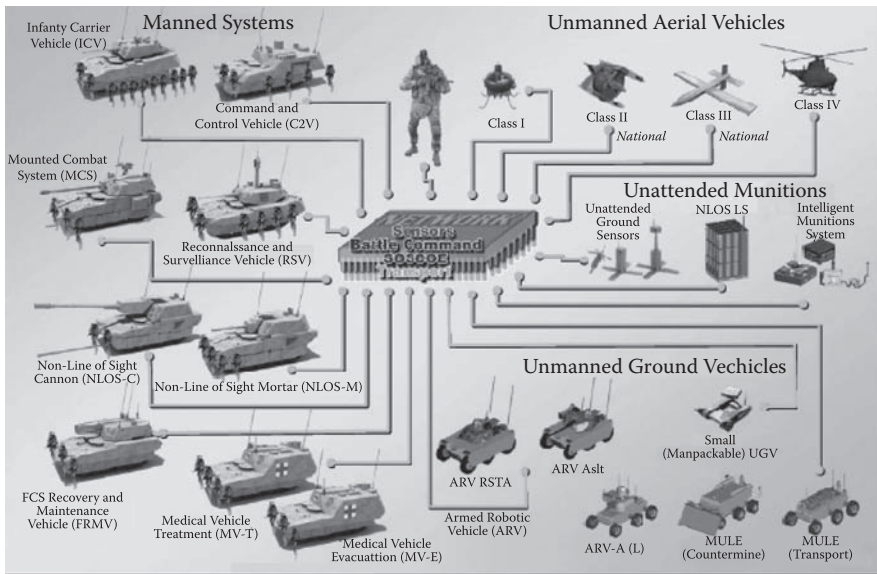 Manned Systems
Infanty Carrier
Vehicle (ICV)
Command and
Control Vehicle (C2V)
Mounted Combat
System (MCS)
Reconnalssance and
Survelliance Vehicle (RSV)
Non-Line of Sight
Cannon (NLOS-C)
Non-Line of Sight Mortar (NLOS-M)
FCS Recovery and
Maintenance
Vehicle (FRMV)
Medical Vehicle
Treatment (MV-T)
Medical Vehicle
Evacuattion (MV-E)
NETWORK
Sensors
Battle Command
Unmanned Aerial Vehicles
Class I
Class II
National
Class III
National
Class IV
Unattended Munitions
Unattended
Ground
Sensors
NLOS LS
Intelligent
Munitions
System
Unmanned Ground Vechicles
ARV RSTA
ARV Aslt
Armed Robotic
Vehicle (ARV)
Small
(Manpackable) UGV
ARV-A (L)
MULE
(Countermine)
MULE
(Transport)